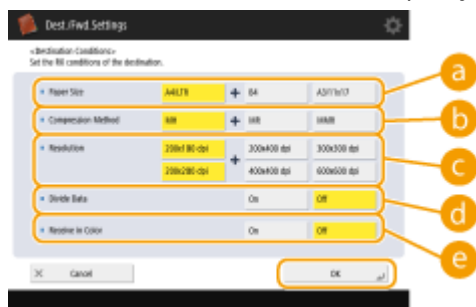 Dest./Fwd. Settings
<Destination Conditions>
Set the RX conditions of the destination.
Paper Size A4/LTR + B4 A3/11x17 a
Compression Method MH + MR MMR b
Resolution 200x100 dpi 200x200 dpi + 300x400 dpi 300x300 dpi 400x400 dpi 600x600 dpi c
Divide Data On Off d
Receive in Color On Off e
Cancel OK